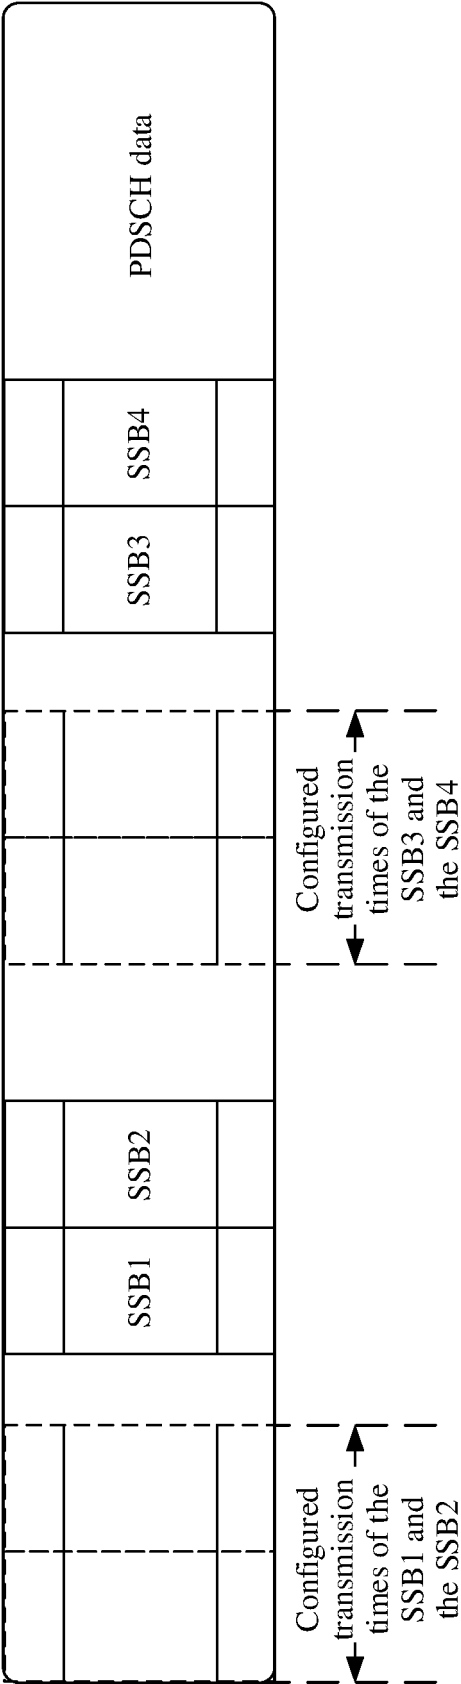 SSB1
SSB2
SSB3
SSB4
PDSCH data
Configured
transmission
times of the
SSB1 and
the SSB2
Configured
transmission
times of the
SSB3 and
the SSB4